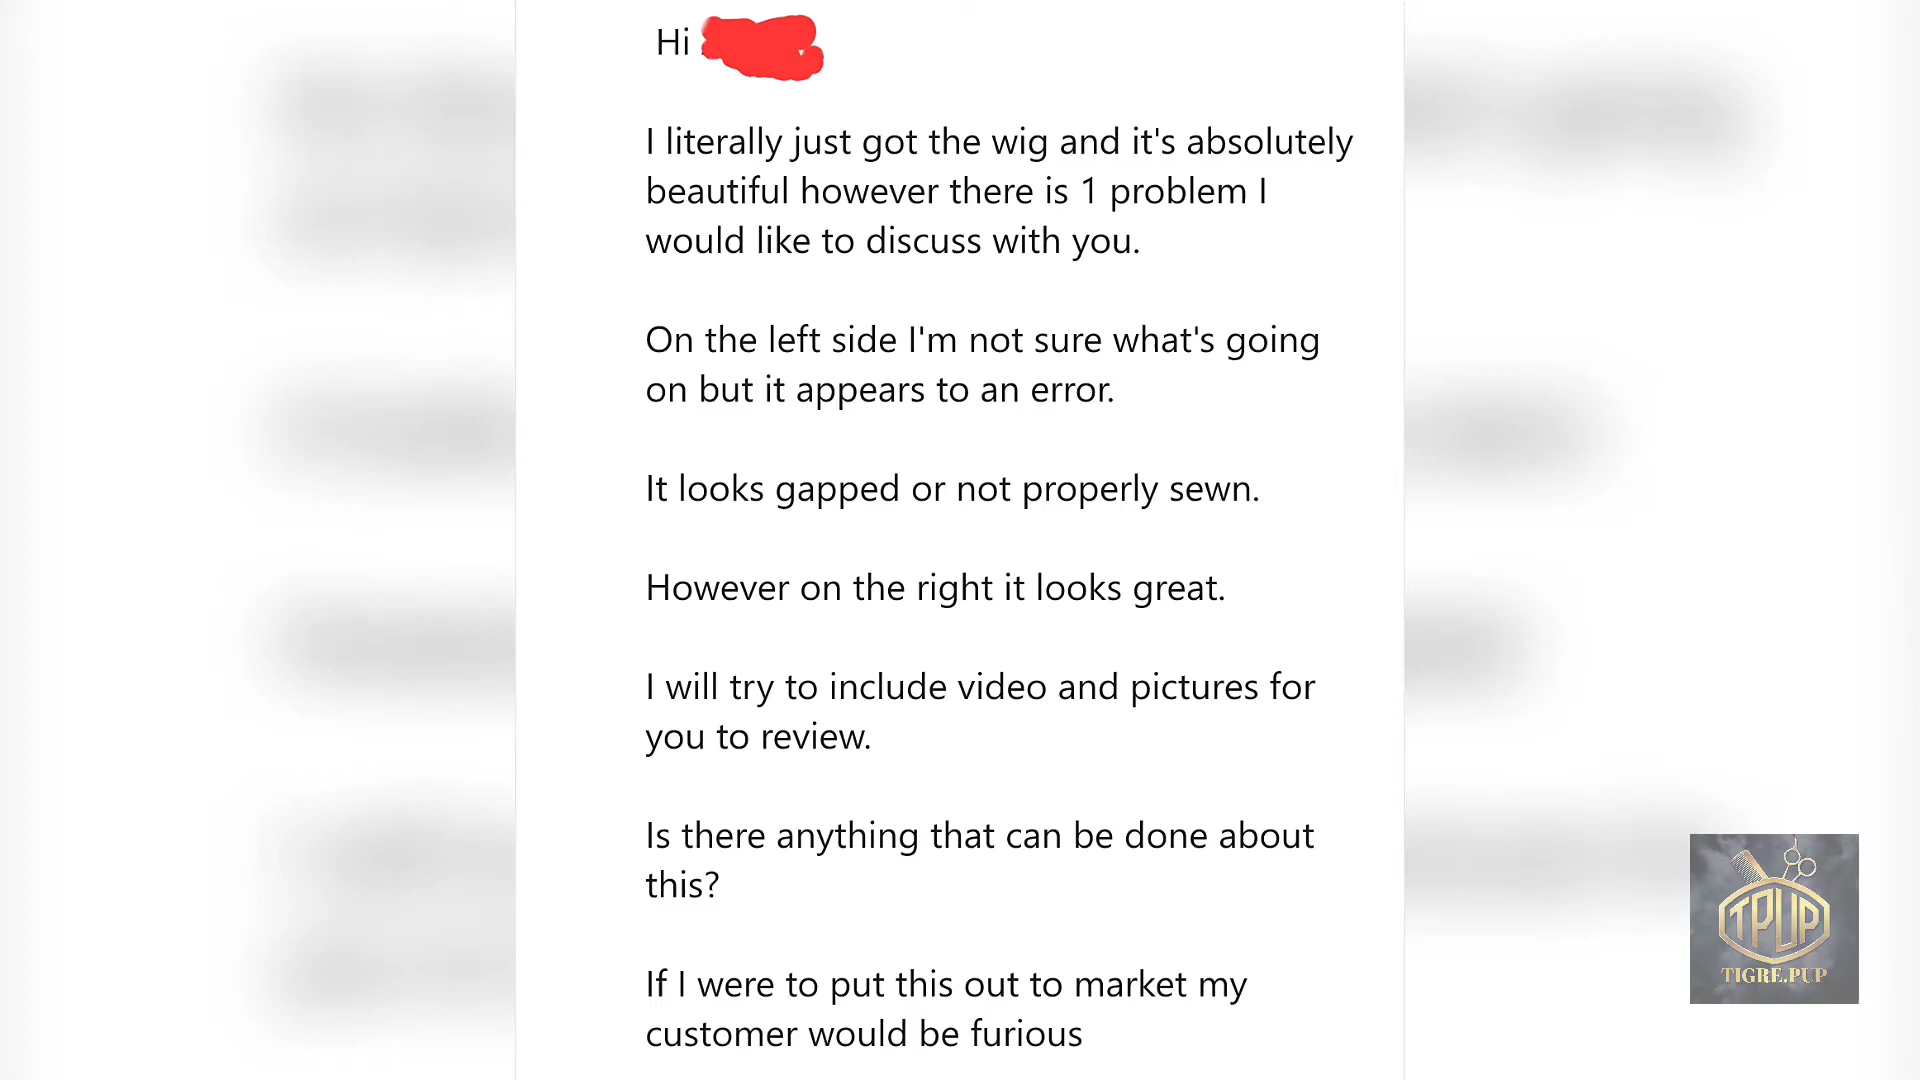 Hi
I literally just got the wig and it's absolutely
beautiful however there is 1 problem I
would like to discuss with you.
On the left side I'm not sure what's going
on but it appears to an error.
It looks gapped or not properly sewn.
However on the right it looks great.
I will try to include video and pictures for
you to review.
Is there anything that can be done about
this?
If I were to put this out to market my
customer would be furious
TPUP
TIGRE.PUP